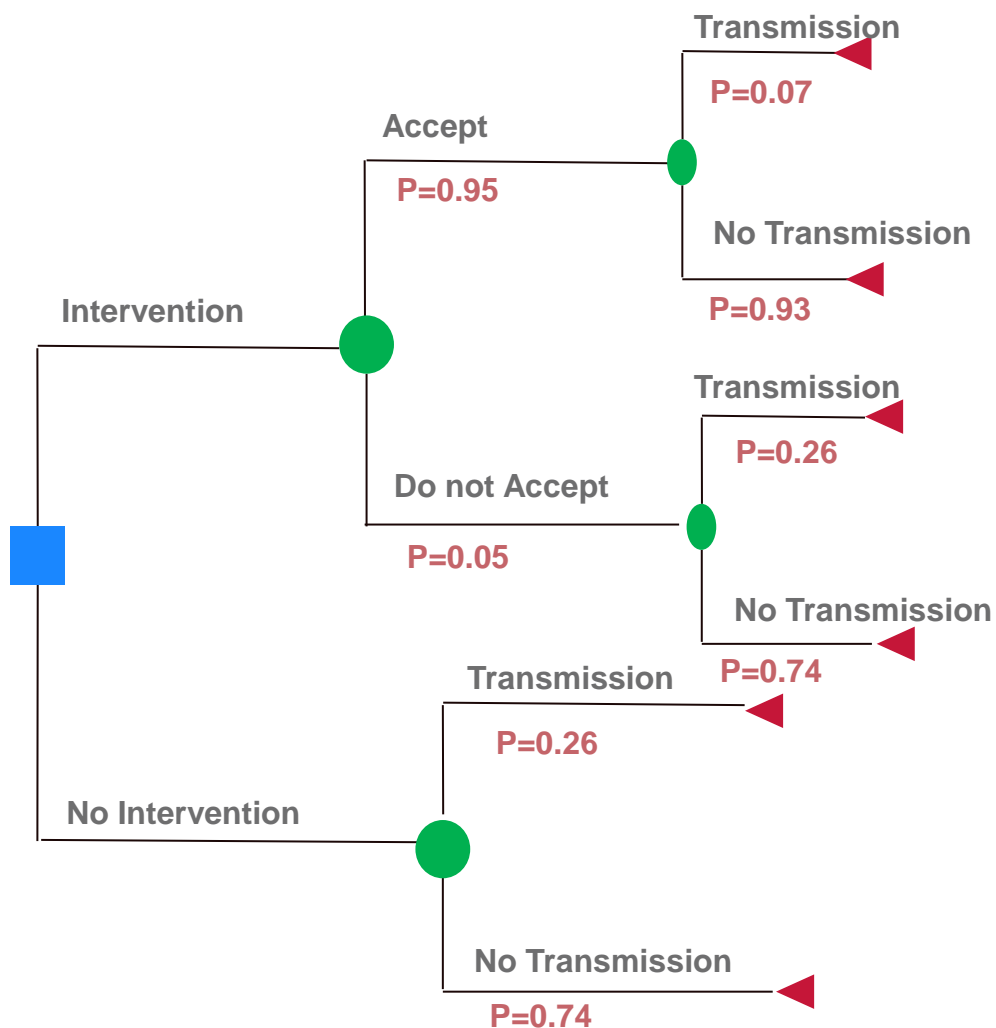 Transmission
P=0.07
Accept
P=0.95
No Transmission
P=0.93
Intervention
Transmission
P=0.26
Do not Accept
P=0.05
No Transmission
P=0.74
Transmission
P=0.26
No Intervention
No Transmission
P=0.74